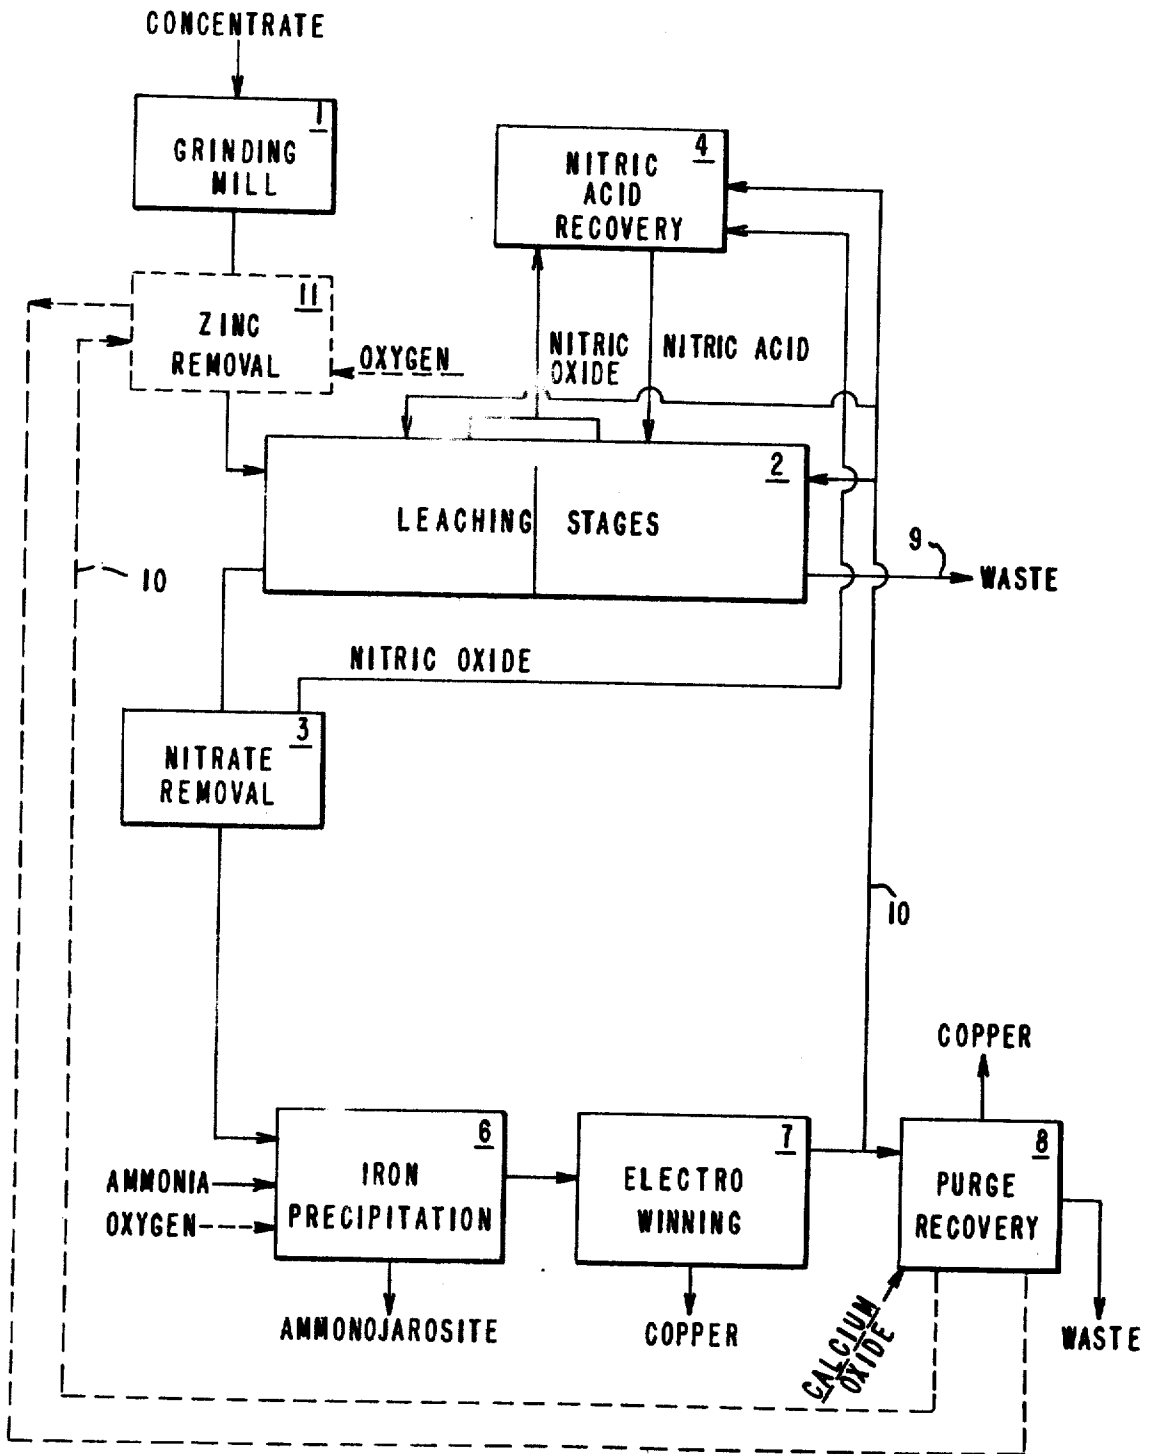 CONCENTRATE
1
GRINDING
MILL
4
NITRIC
ACID
RECOVERY
11
ZINC
REMOVAL
OXYGEN
NITRIC
OXIDE
NITRIC ACID
2
LEACHING STAGES
9
WASTE
10
NITRIC OXIDE
3
NITRATE
REMOVAL
10
COPPER
6
IRON
PRECIPITATION
AMMONIA
OXYGEN
7
ELECTRO
WINNING
8
PURGE
RECOVERY
AMMONOJAROSITE
COPPER
CALCIUM
OXIDE
WASTE